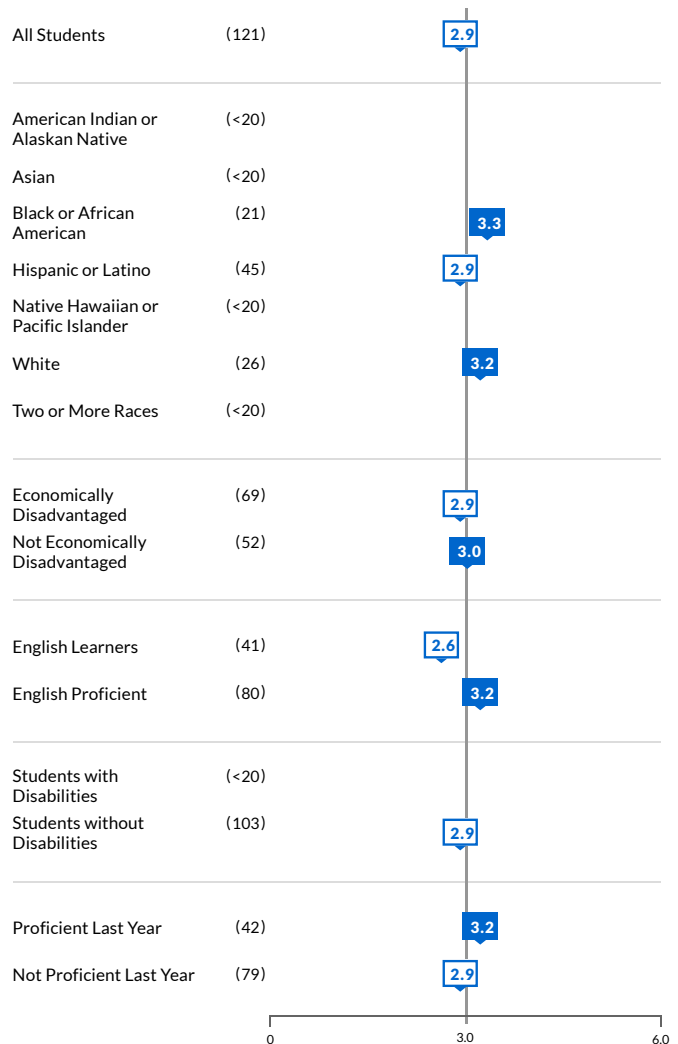 All Students (121) 2.9
American Indian or (<20)
Alaskan Native
Asian (<20)
Black or African (21) 3.3
American
Hispanic or Latino (45) 2.9
Native Hawaiian or (<20)
Pacific Islander
White (26) 3.2
Two or More Races (<20)
Economically (69) 2.9
Disadvantaged
Not Economically (52) 3.0
Disadvantaged
English Learners (41) 2.6
English Proficient (80) 3.2
Students with (<20)
Disabilities
Students without (103) 2.9
Disabilities
Proficient Last Year (42) 3.2
Not Proficient Last Year (79) 2.9
0 3.0 6.0